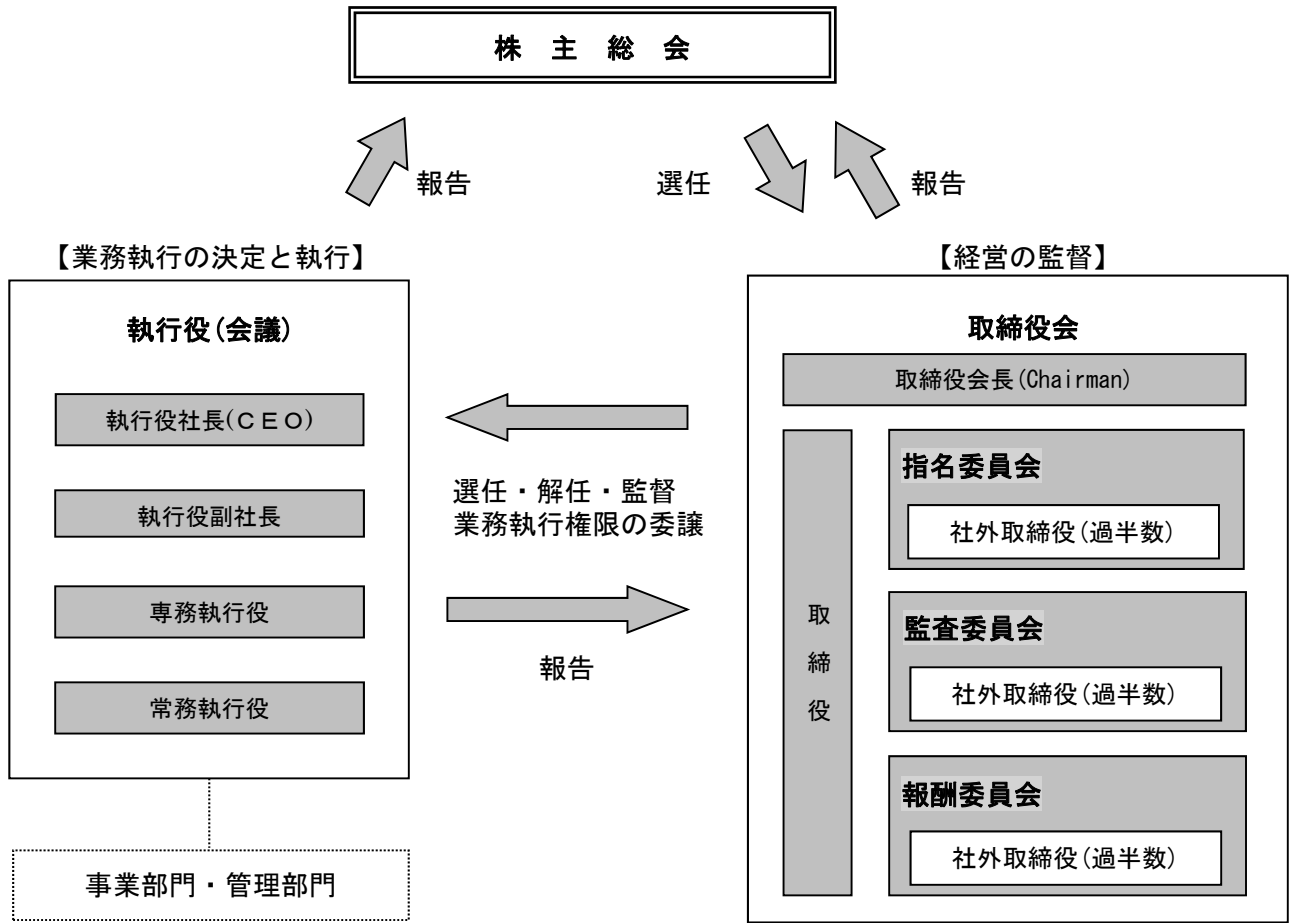 株 主 総 会
報告
選任
報告
【業務執行の決定と執行】
執行役(会議)
執行役社長(CEO)
執行役副社長
専務執行役
常務執行役
事業部門・管理部門
選任・解任・監督
業務執行権限の委譲
報告
【経営の監督】
取締役会
取締役会長(Chairman)
取
締
役
指名委員会
社外取締役(過半数)
監査委員会
社外取締役(過半数)
報酬委員会
社外取締役(過半数)